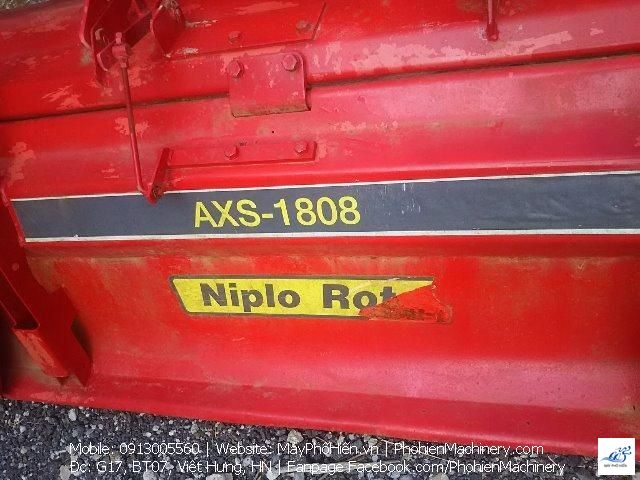 AXS-1808
Niplo Rot
Mobile: 0913005560 | Website: MáyPhốHiến.Vn | PhohienMachinery.com
Đc: G17, BT07, Việt Hưng, HN | Fanpage Facebook.com/PhohienMachinery